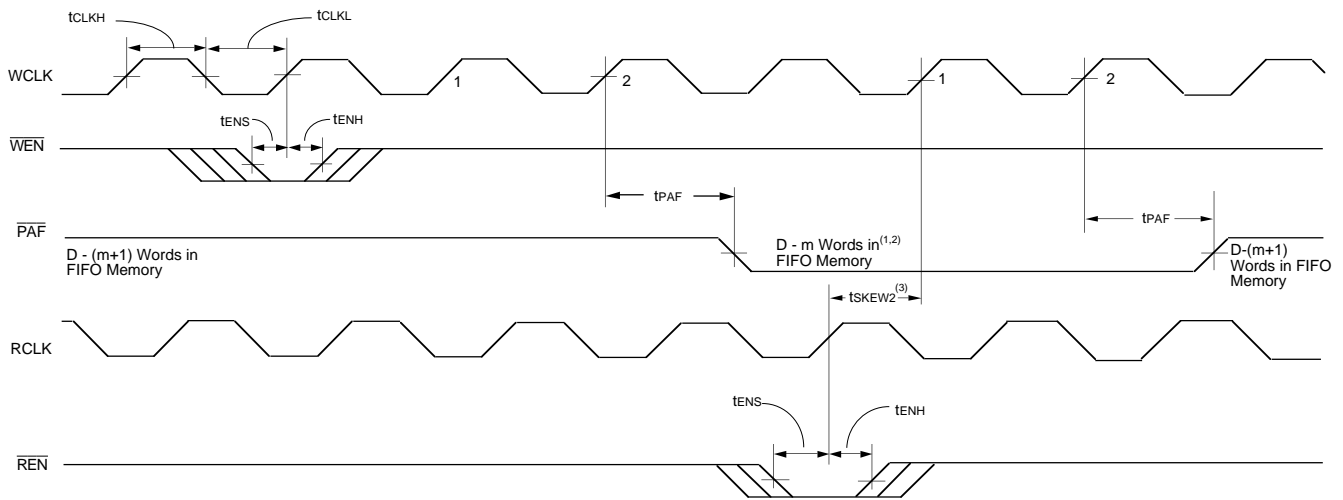 tCLKH
tCLKL
WCLK
1
2
1
2
tENS
tENH
WEN
tPAF
tPAF
PAF
D - (m+1) Words in
FIFO Memory
D - m Words in(1,2)
FIFO Memory
D-(m+1)
Words in FIFO
Memory
tSKEW2(3)
RCLK
tENS
tENH
REN